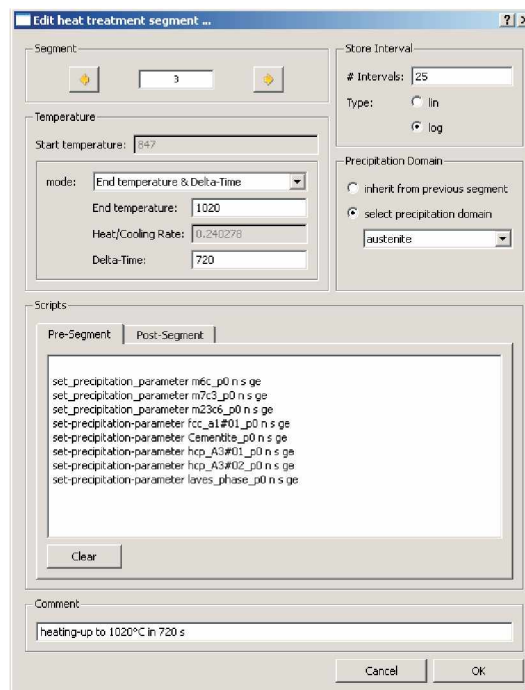 Edit heat treatment segment ...
Segment
3
Store Interval
# Intervals: 25
Type: lin
log
Temperature
Start temperature: 847
mode: End temperature & Delta-Time
End temperature: 1020
Heat/Cooling Rate: 0.240278
Delta-Time: 720
Precipitation Domain
inherit from previous segment
select precipitation domain
austenite
Scripts
Pre-Segment Post-Segment
set_precipitation_parameter m6c_p0 n s ge
set_precipitation_parameter m7c3_p0 n s ge
set_precipitation_parameter m23c6_p0 n s ge
set-precipitation-parameter fcc_a1#01_p0 n s ge
set-precipitation-parameter Cementite_p0 n s ge
set-precipitation-parameter hcp_A3#01_p0 n s ge
set-precipitation-parameter hcp_A3#02_p0 n s ge
set-precipitation-parameter laves_phase_p0 n s ge
Clear
Comment
heating-up to 1020°C in 720 s
Cancel OK